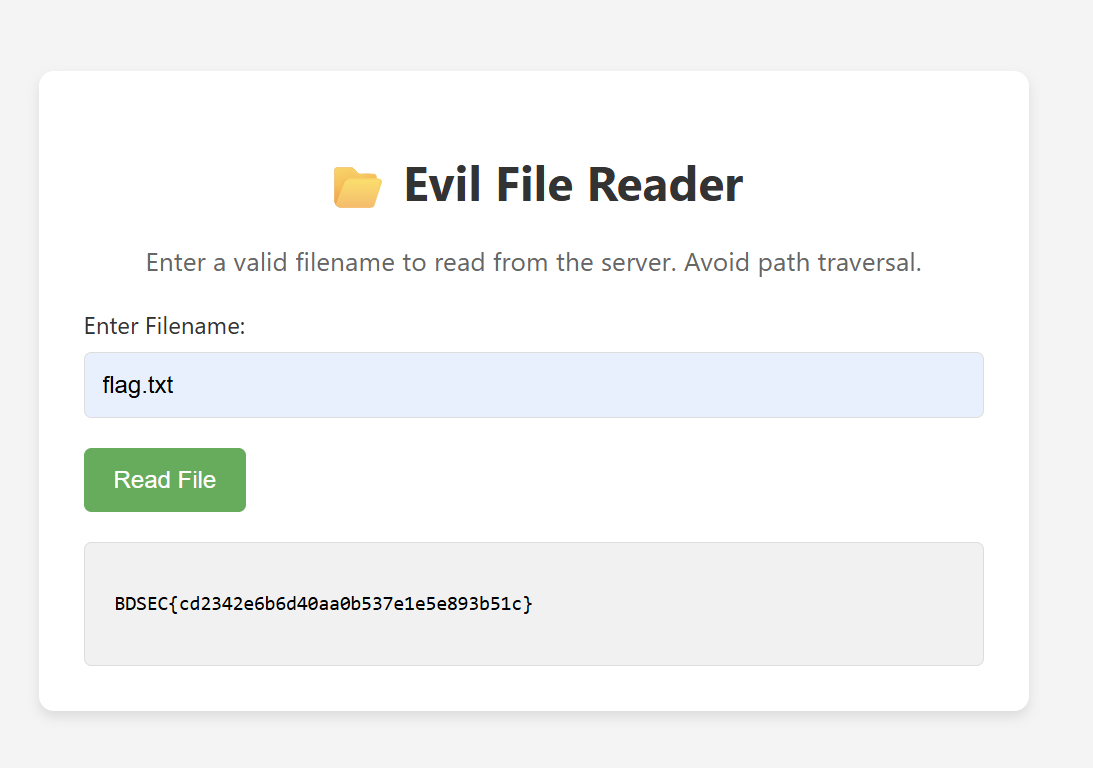 Evil File Reader
Enter a valid filename to read from the server. Avoid path traversal.
Enter Filename:
flag.txt
Read File
BDSEC{cd2342e6b6d40aa0b537e1e5e893b51c}